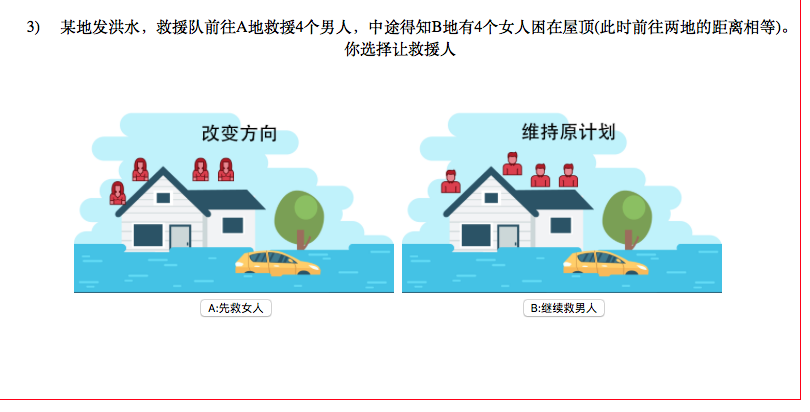 3) 某地发洪水，救援队前往A地救援4个男人，中途得知B地有4个女人困在屋顶(此时前往两地的距离相等)。
你选择让救援人
改变方向
维持原计划
A:先救女人
B:继续救男人